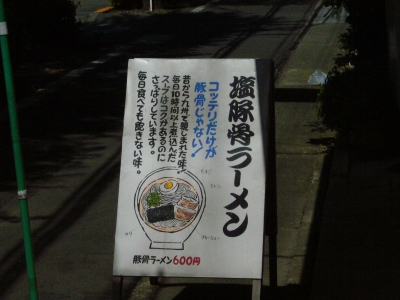 塩豚骨ラーメン
コッテリだけが
豚骨じゃない!
昔から九州で親しまれた味!
毎日10時間以上煮込んだ
スープはコクがあるのに
さっぱりしています。
毎日食べても飽きない味。
豚骨ラーメン600円